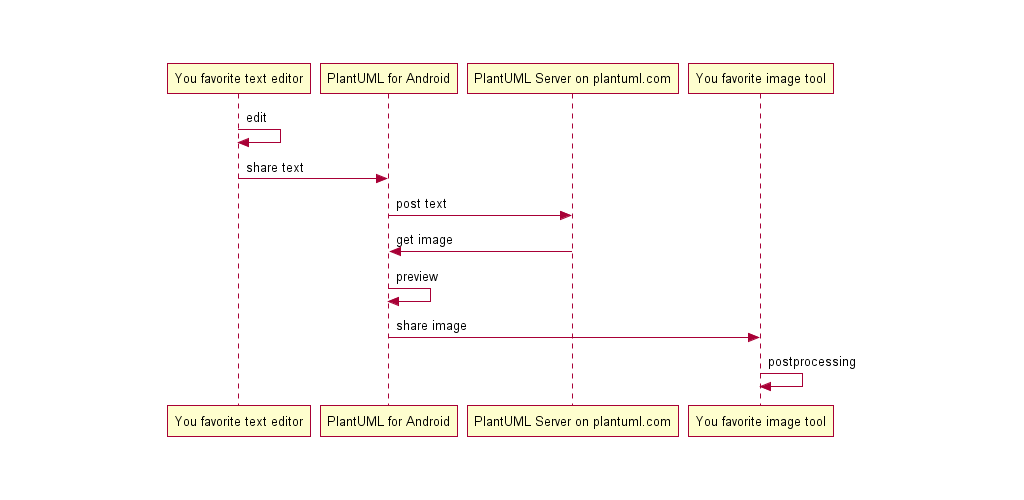 You favorite text editor
PlantUML for Android
PlantUML Server on plantuml.com
You favorite image tool
edit
share text
post text
get image
preview
share image
postprocessing
You favorite text editor
PlantUML for Android
PlantUML Server on plantuml.com
You favorite image tool